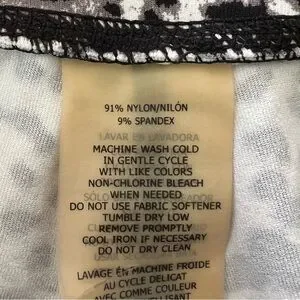 91% NYLON/NILÓN
9% SPANDEX
LAVAR EN LAVADORA
MACHINE WASH COLD
IN GENTLE CYCLE
WITH LIKE COLORS
NON-CHLORINE BLEACH
WHEN NEEDED
DO NOT USE FABRIC SOFTENER
TUMBLE DRY LOW
REMOVE PROMPTLY
COOL IRON IF NECESSARY
DO NOT DRY CLEAN
LAVAGE EN MACHINE FROIDE
AU CYCLE DELICAT
AVEC COMME COULEUR